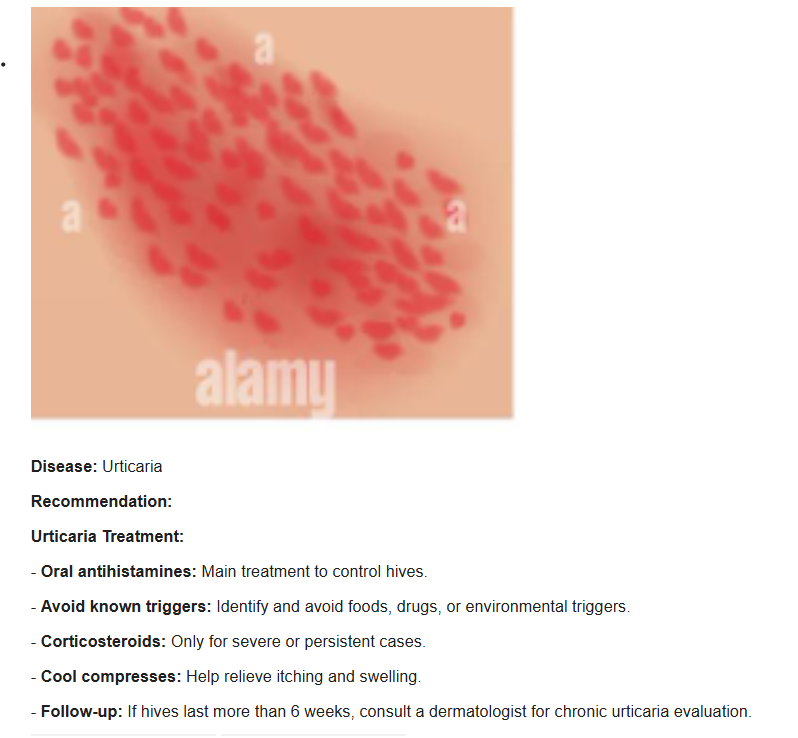 a
a
a
alamy
Disease: Urticaria
Recommendation:
Urticaria Treatment:
- Oral antihistamines: Main treatment to control hives.
- Avoid known triggers: Identify and avoid foods, drugs, or environmental triggers.
- Corticosteroids: Only for severe or persistent cases.
- Cool compresses: Help relieve itching and swelling.
- Follow-up: If hives last more than 6 weeks, consult a dermatologist for chronic urticaria evaluation.